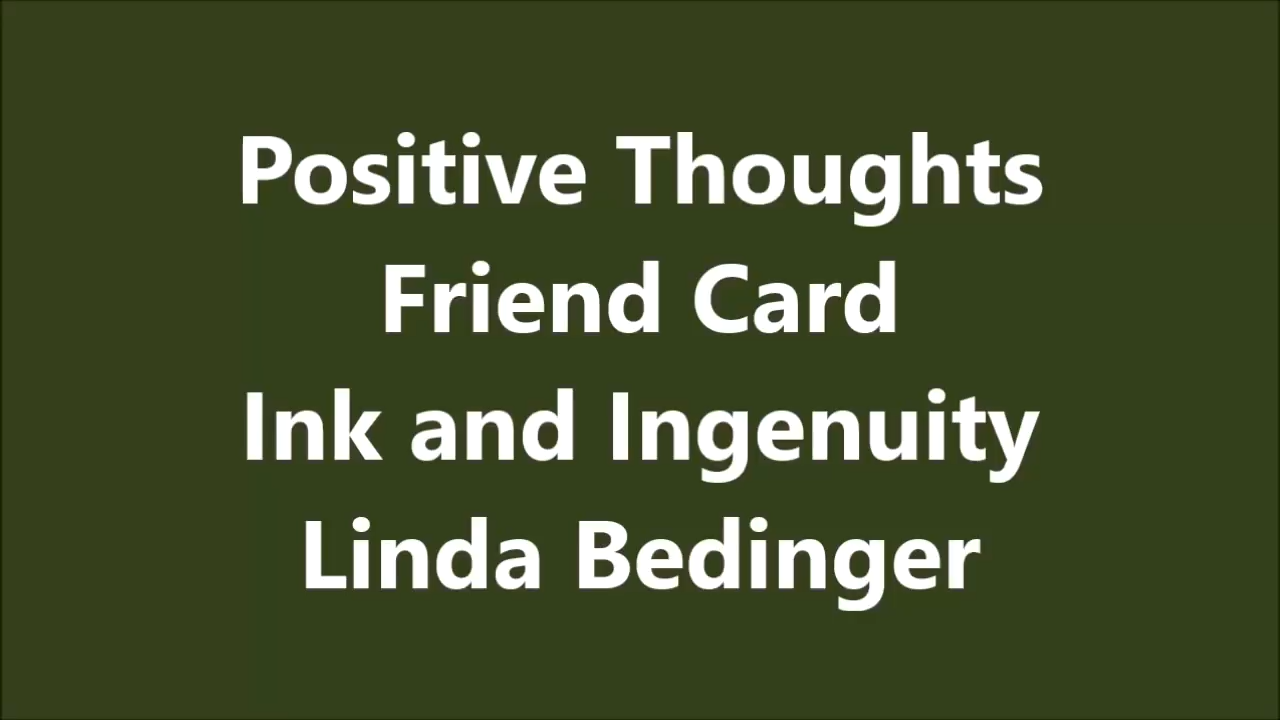 Positive Thoughts
Friend Card
Ink and Ingenuity
Linda Bedinger